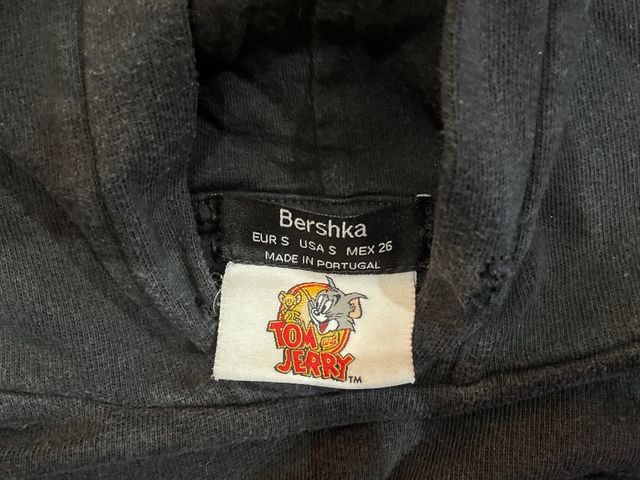 Bershka
EUR S USA S MEX 26
MADE IN PORTUGAL
TOM and
JERRY TM